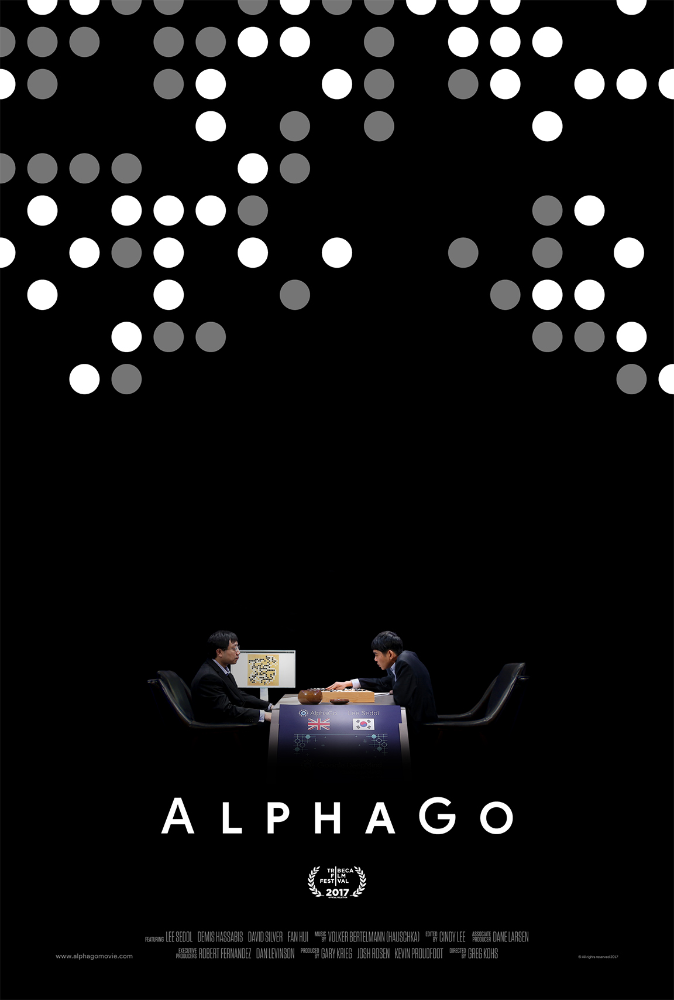 AlphaGo Lee Sedol
ALPHAGO
TRIBECA
FILM
FESTIVAL
2017
OFFICIAL SELECTION
FEATURING LEE SEDOL DEMIS HASSABIS DAVID SILVER FAN HUI MUSIC BY VOLKER BERTELMANN (HAUSCHKA) EDITED BY CINDY LEE ASSOCIATE PRODUCER DANE LARSEN
EXECUTIVE PRODUCERS ROBERT FERNANDEZ DAN LEVINSON PRODUCED BY GARY KRIEG JOSH ROSEN KEVIN PROUDFOOT DIRECTED BY GREG KOHS
www.alphagomovie.com
© All rights reserved 2017